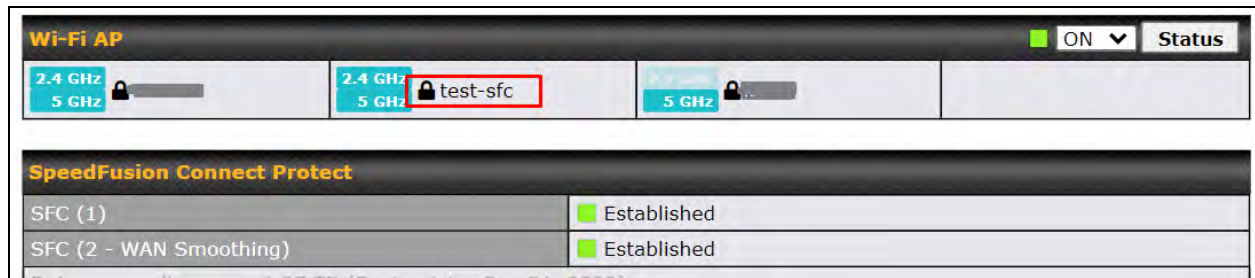 Wi-Fi AP
ON Status
2.4 GHz
5 GHz
2.4 GHz
5 GHz
test-sfc
5 GHz
SpeedFusion Connect Protect
SFC (1) Established
SFC (2 - WAN Smoothing) Established